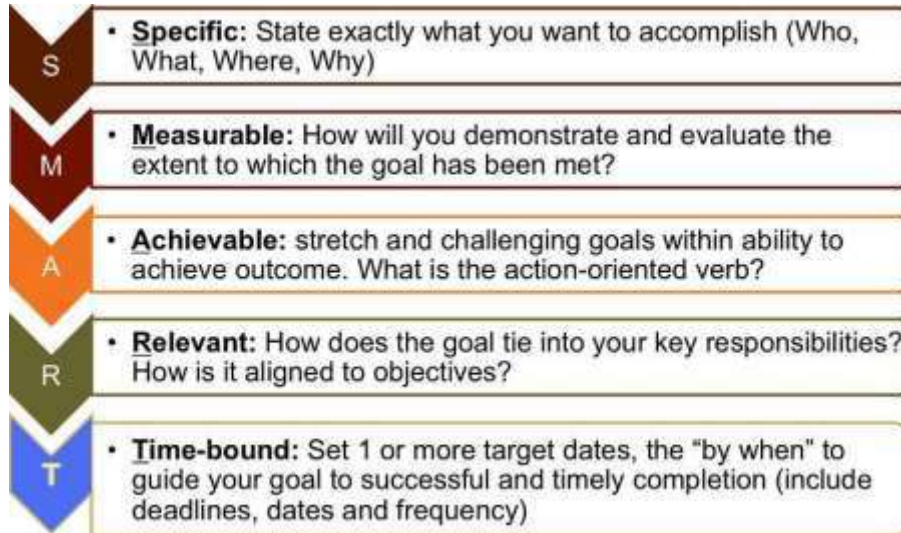 S
• Specific: State exactly what you want to accomplish (Who,
What, Where, Why)
M
• Measurable: How will you demonstrate and evaluate the
extent to which the goal has been met?
A
• Achievable: stretch and challenging goals within ability to
achieve outcome. What is the action-oriented verb?
R
• Relevant: How does the goal tie into your key responsibilities?
How is it aligned to objectives?
T
• Time-bound: Set 1 or more target dates, the “by when” to
guide your goal to successful and timely completion (include
deadlines, dates and frequency)